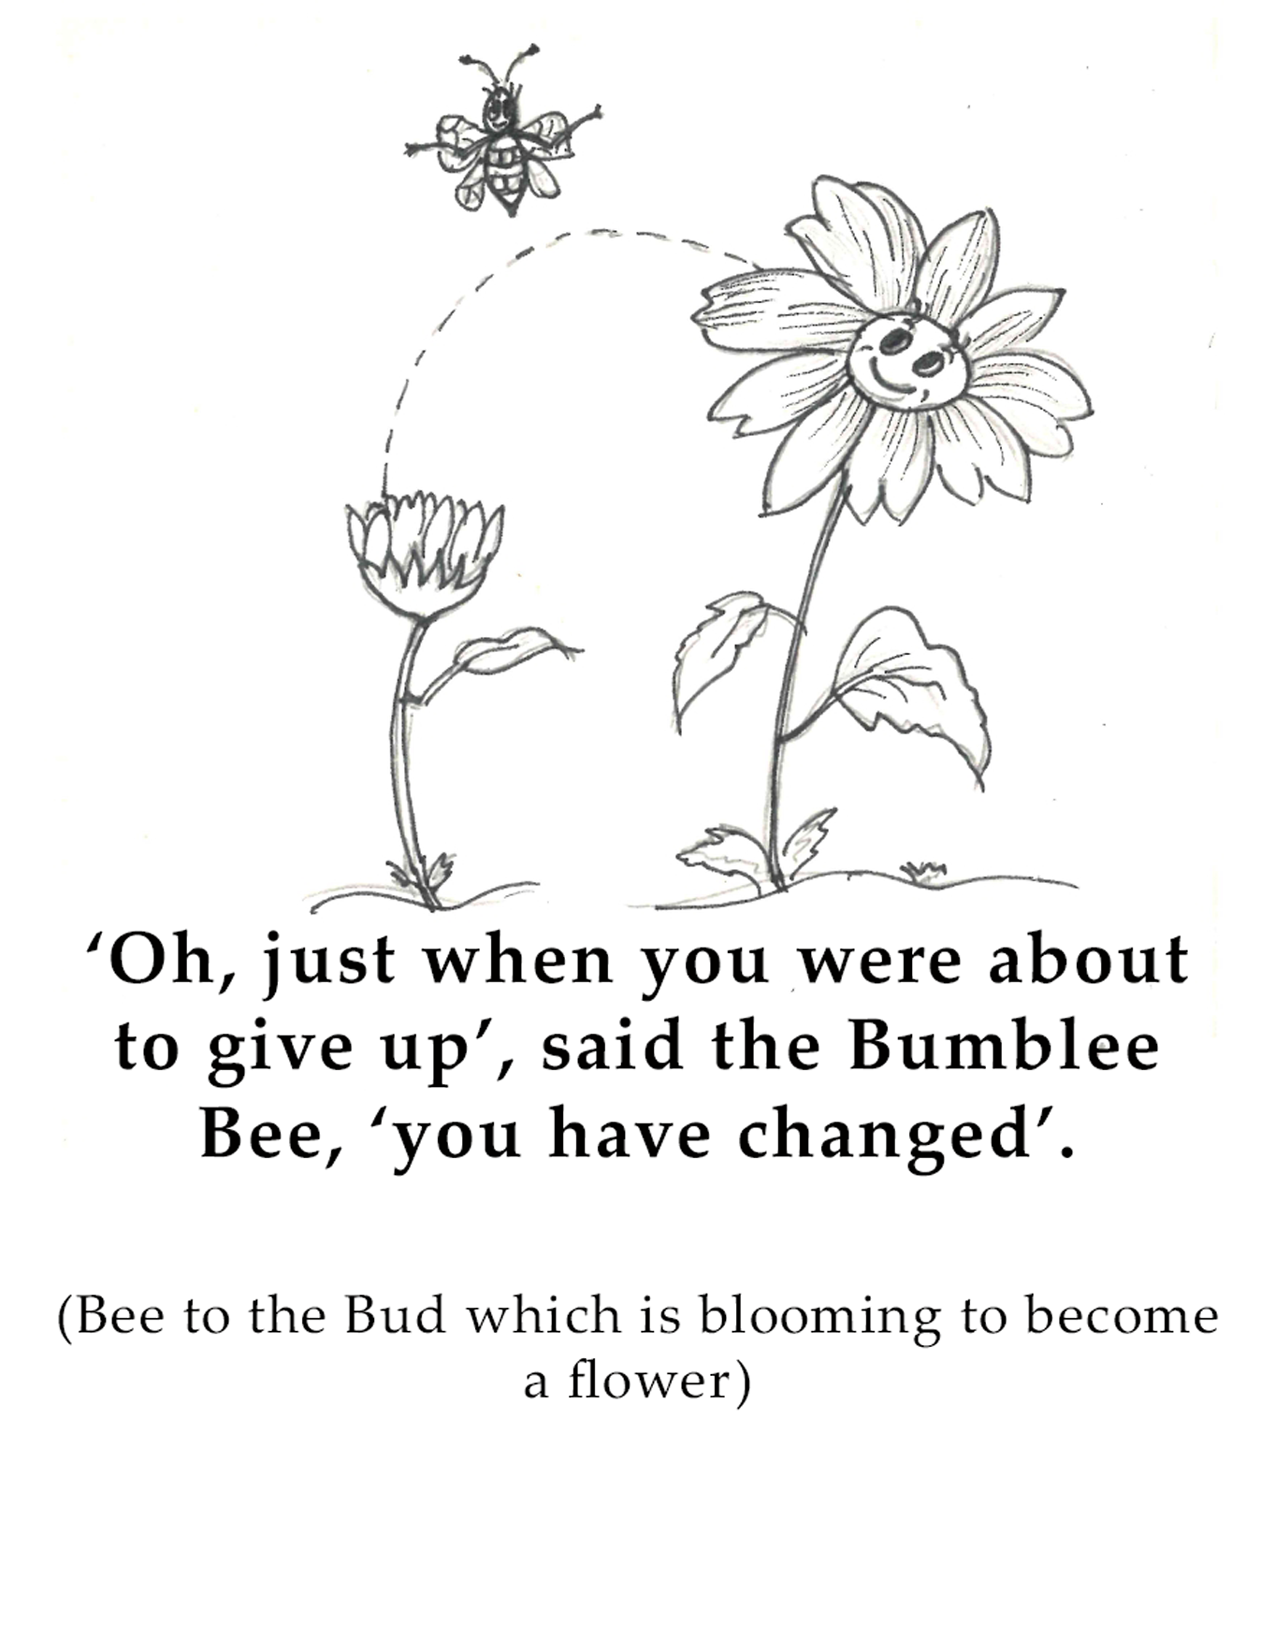 ‘Oh, just when you were about
to give up’, said the Bumblee
Bee, ‘you have changed’.
(Bee to the Bud which is blooming to become
a flower)